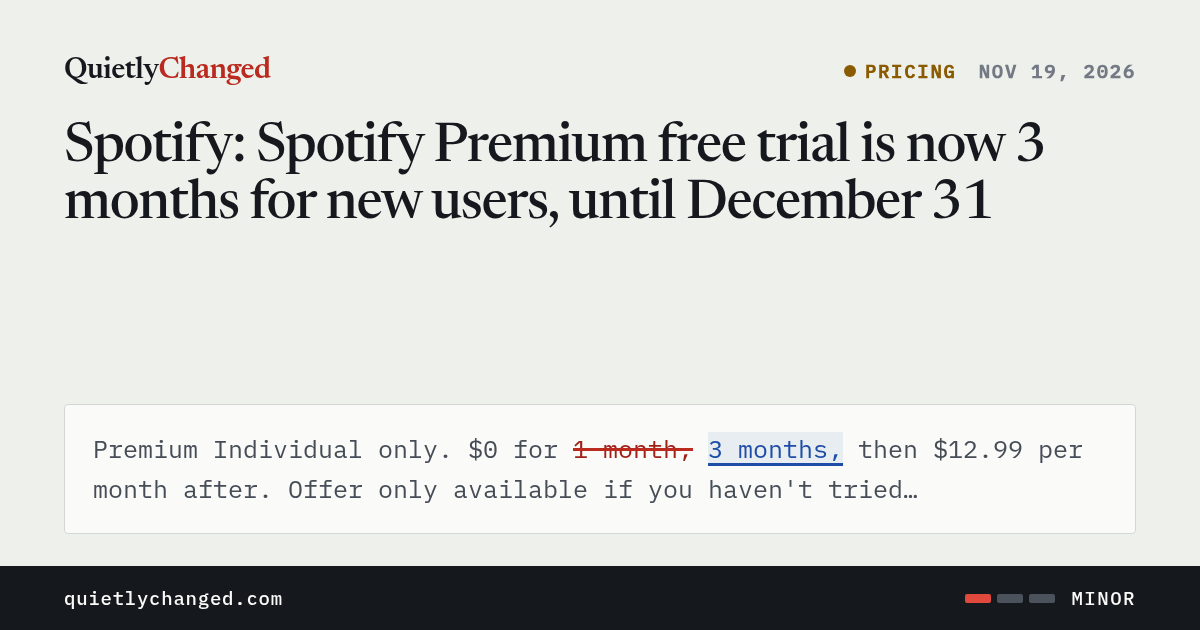 QuietlyChanged
PRICING NOV 19, 2026
Spotify: Spotify Premium free trial is now 3
months for new users, until December 31
Premium Individual only. $0 for 1 month, 3 months, then $12.99 per
month after. Offer only available if you haven't tried…
quietlychanged.com
MINOR